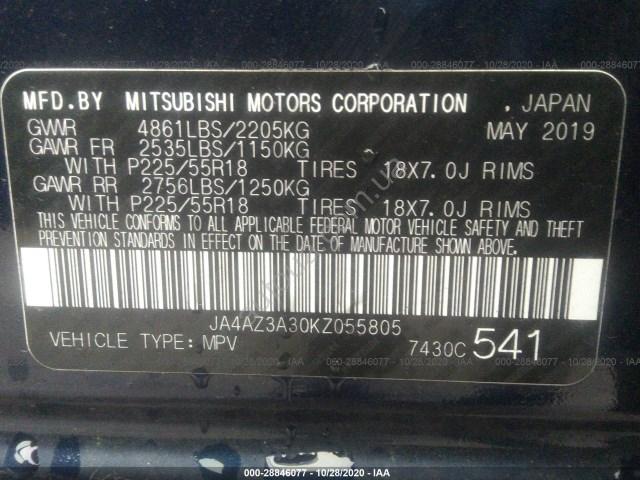 000-28846077 - 10/28/2020 - IAA
MFD.BY MITSUBISHI MOTORS CORPORATION . JAPAN
GVWR 4861LBS/2205KG MAY 2019
GAWR FR 2535LBS/1150KG
WITH P225/55R18 TIRES 18X7.0J RIMS
GAWR RR 2756LBS/1250KG
WITH P225/55R18 TIRES 18X7.0J RIMS
THIS VEHICLE CONFORMS TO ALL APPLICABLE FEDERAL MOTOR VEHICLE SAFETY AND THEFT
PREVENTION STANDARDS IN EFFECT ON THE DATE OF MANUFACTURE SHOWN ABOVE.
JA4AZ3A30KZ055805
VEHICLE TYPE: MPV 7430C 541
000-28846077 - 10/28/2020 - IAA